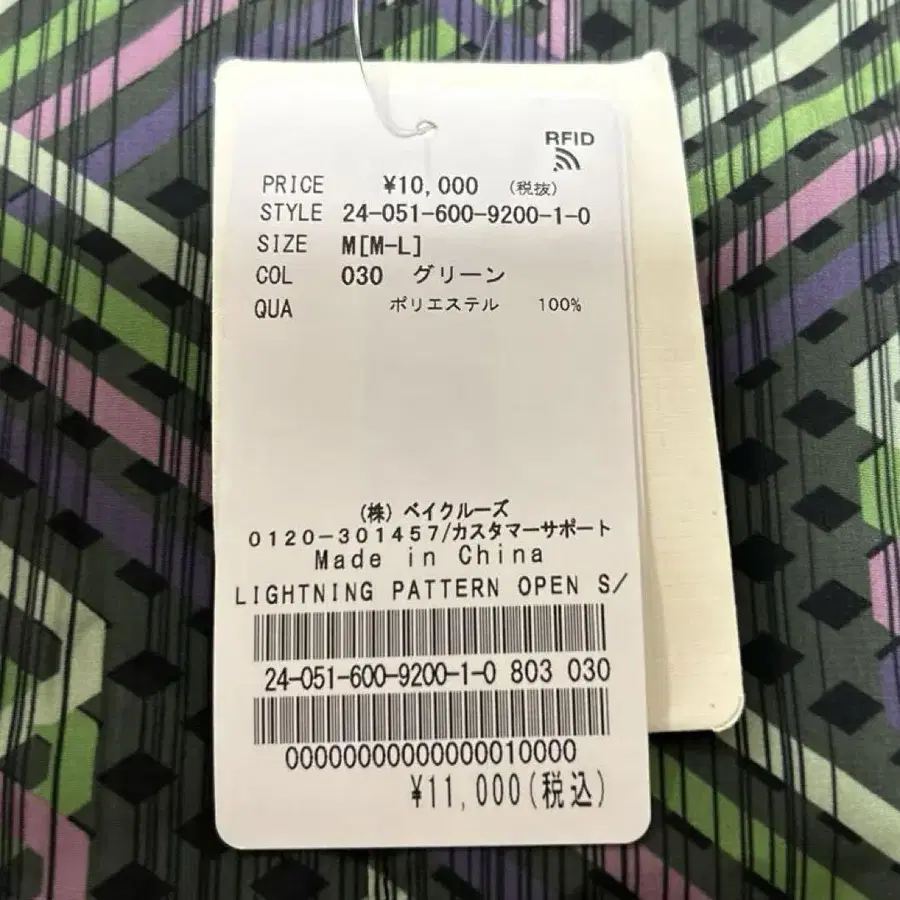 RFID
PRICE ¥10,000 (税抜)
STYLE 24-051-600-9200-1-0
SIZE M[M-L]
COL 030 グリーン
QUA ポリエステル 100%
(株) ベイクルーズ
0120-301457/カスタマーサポート
Made in China
LIGHTNING PATTERN OPEN S/
24-051-600-9200-1-0 803 030
00000000000000010000
¥11,000(税込)